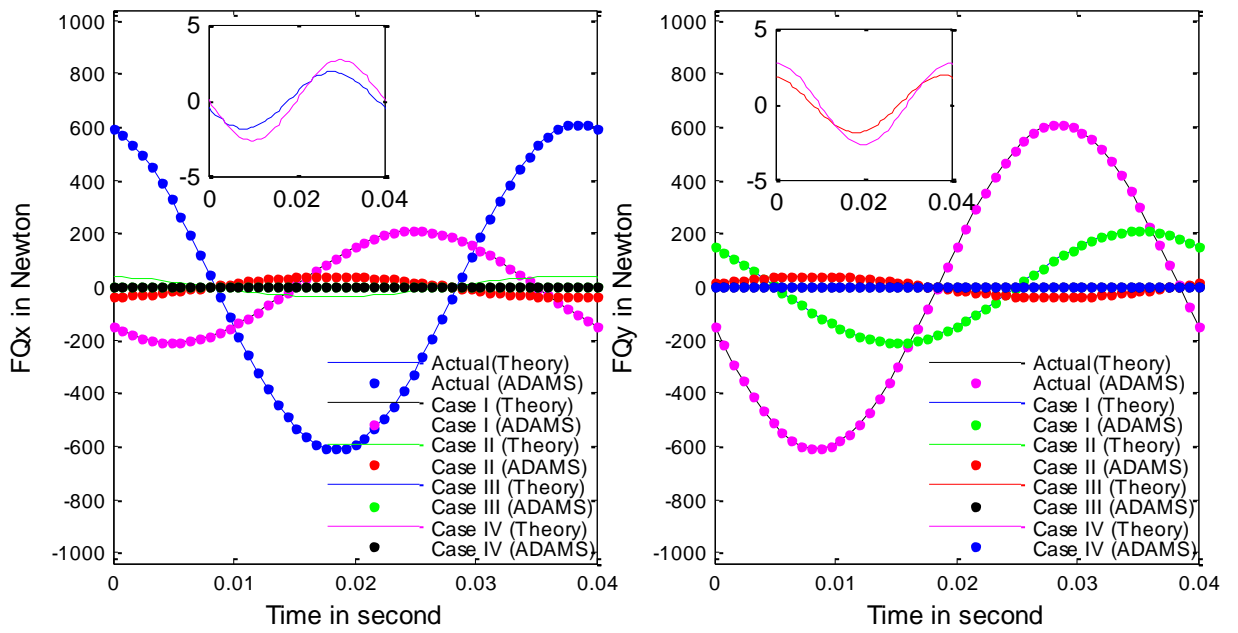 1000
800
600
400
200
0
-200
-400
-600
-800
-1000
FQx in Newton
0
0.01
0.02
0.03
0.04
Time in second
5
0
-5
0
0.02
0.04
Actual(Theory)
Actual (ADAMS)
Case I (Theory)
Case I (ADAMS)
Case II (Theory)
Case II (ADAMS)
Case III (Theory)
Case III (ADAMS)
Case IV (Theory)
Case IV (ADAMS)
1000
800
600
400
200
0
-200
-400
-600
-800
-1000
FQy in Newton
0
0.01
0.02
0.03
0.04
Time in second
5
0
-5
0
0.02
0.04
Actual(Theory)
Actual (ADAMS)
Case I (Theory)
Case I (ADAMS)
Case II (Theory)
Case II (ADAMS)
Case III (Theory)
Case III (ADAMS)
Case IV (Theory)
Case IV (ADAMS)